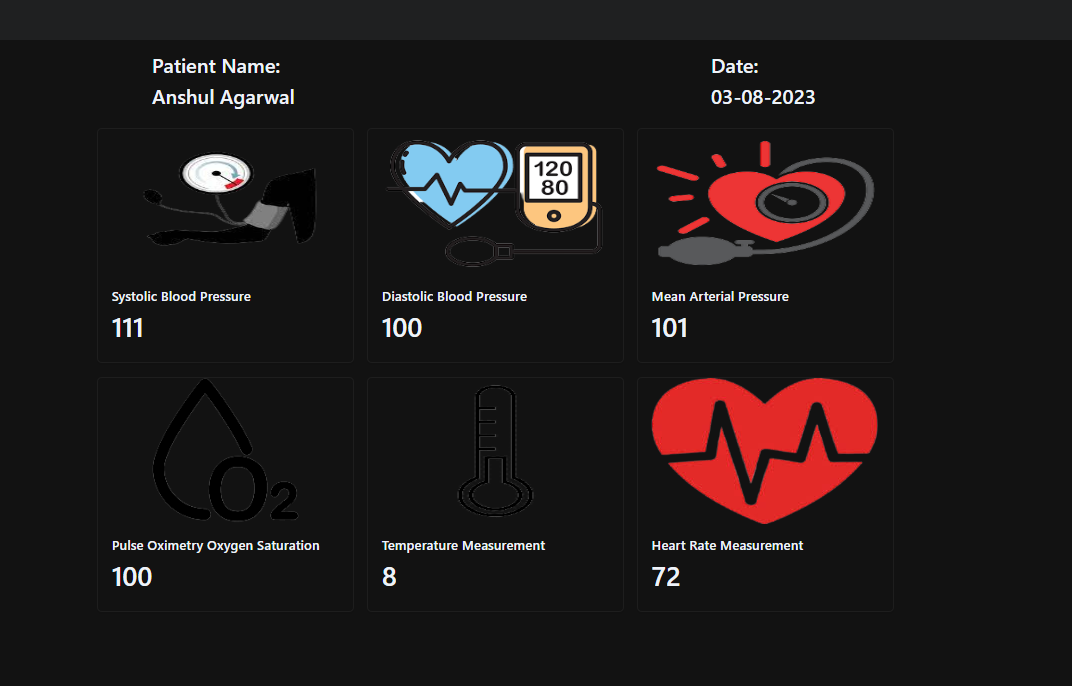 Patient Name:
Anshul Agarwal
Date:
03-08-2023
120
80
Systolic Blood Pressure
111
Diastolic Blood Pressure
100
Mean Arterial Pressure
101
O2
Pulse Oximetry Oxygen Saturation
100
Temperature Measurement
8
Heart Rate Measurement
72